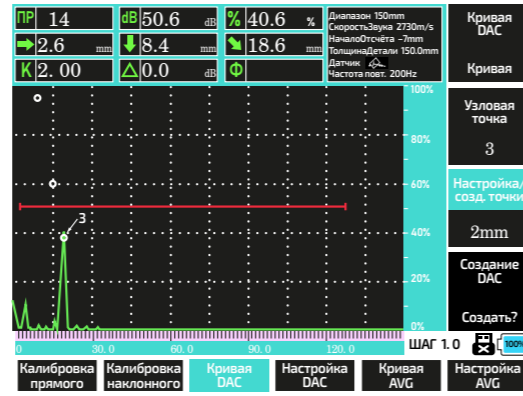 ПР 14 dB 50.6 dB % 40.6 %
2.6 mm 8.4 mm 18.6 mm
K 2.00 Δ 0.0 dB Ф
Диапазон 150mm
СкоростьЗвука 2730m/s
НачалоОтсчёта -7mm
ТолщинаДетали 150.0mm
Датчик
Частота повт. 200Hz
Кривая
DAC
Кривая
Узловая
точка
3
Настройка/
созд. точки
2mm
Создание
DAC
Создать?
100%
80%
60%
40%
20%
0%
3
0 30.0 60.0 90.0 120.0
ШАГ 1.0 100%
Калибровка
прямого
Калибровка
наклонного
Кривая
DAC
Настройка
DAC
Кривая
AVG
Настройка
AVG